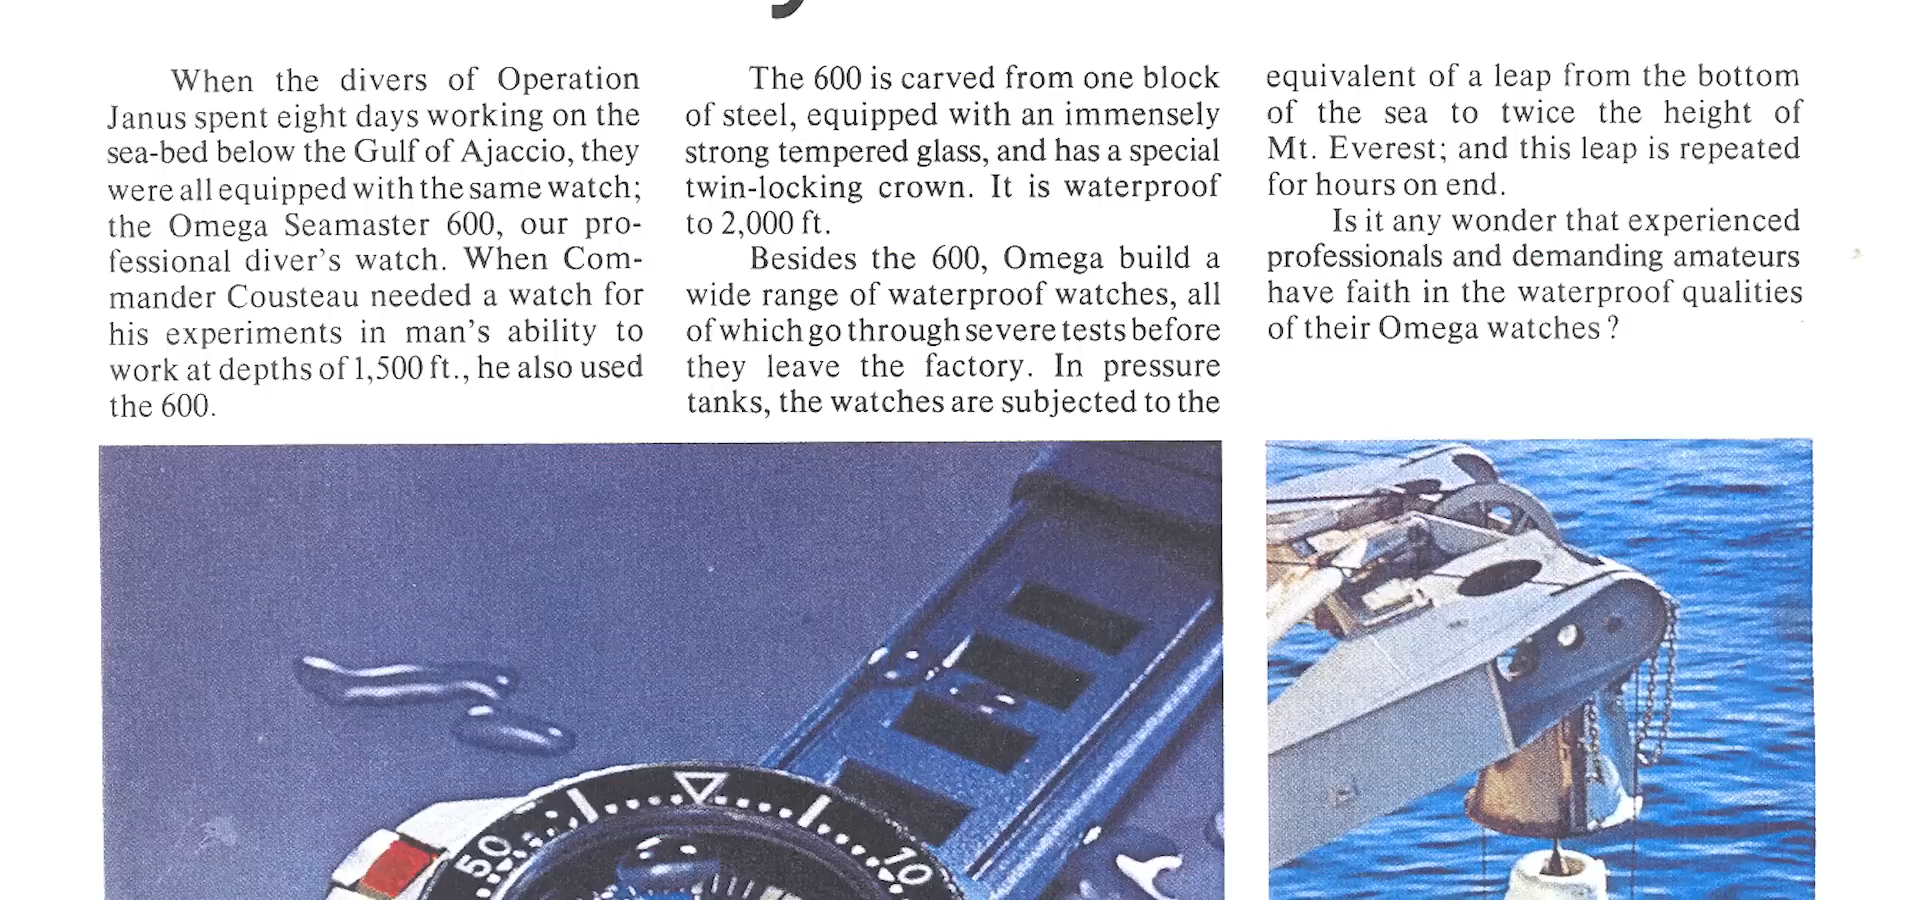 When the divers of Operation
Janus spent eight days working on the
sea-bed below the Gulf of Ajaccio, they
were all equipped with the same watch;
the Omega Seamaster 600, our pro-
fessional diver's watch. When Com-
mander Cousteau needed a watch for
his experiments in man's ability to
work at depths of 1,500 ft., he also used
the 600.
The 600 is carved from one block
of steel, equipped with an immensely
strong tempered glass, and has a special
twin-locking crown. It is waterproof
to 2,000 ft.
Besides the 600, Omega build a
wide range of waterproof watches, all
of which go through severe tests before
they leave the factory. In pressure
tanks, the watches are subjected to the
equivalent of a leap from the bottom
of the sea to twice the height of
Mt. Everest; and this leap is repeated
for hours on end.
Is it any wonder that experienced
professionals and demanding amateurs
have faith in the waterproof qualities
of their Omega watches?
50
10